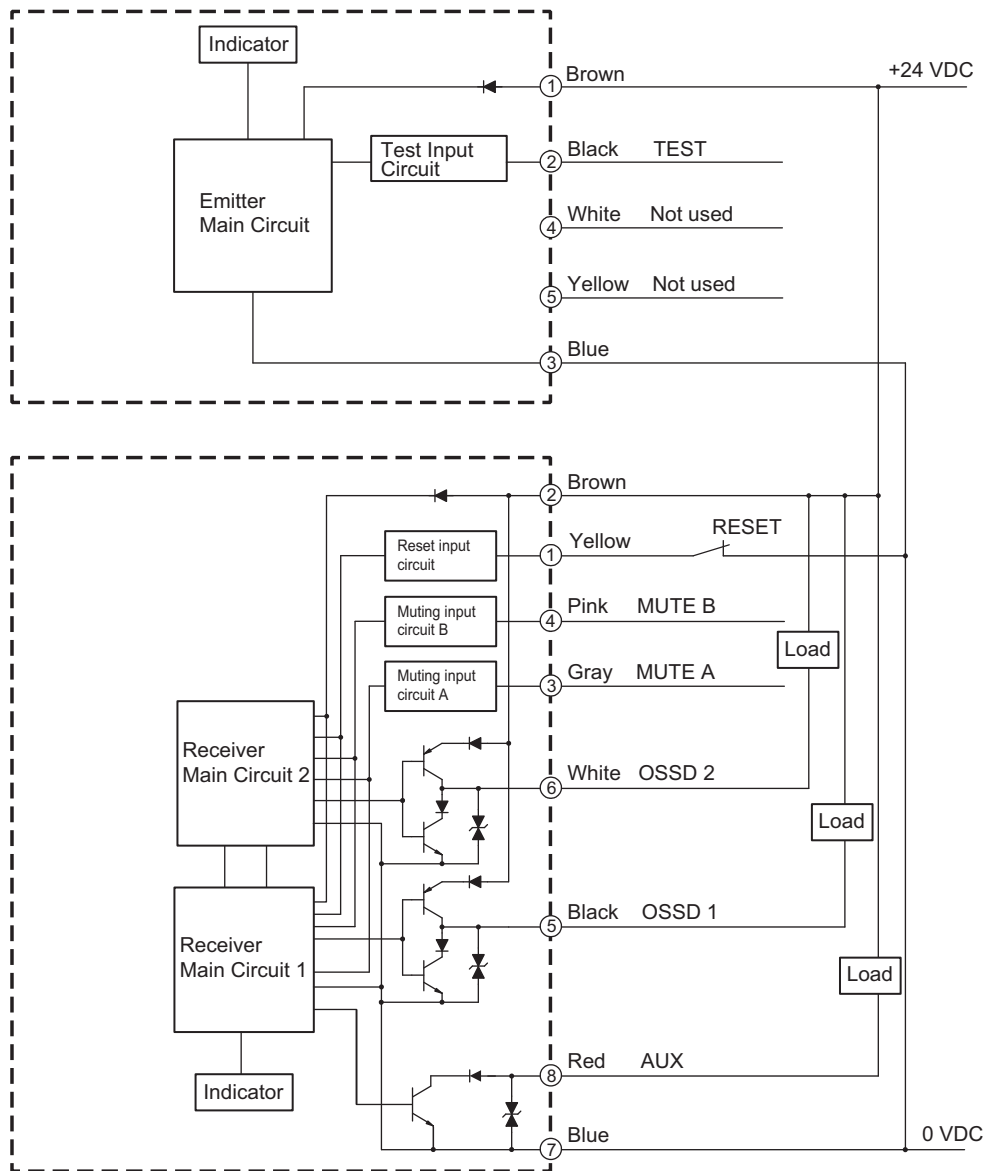 Indicator
+24 VDC
1 Brown
Test Input
Circuit
2 Black TEST
Emitter
Main Circuit
4 White Not used
5 Yellow Not used
3 Blue
2 Brown
RESET
Reset input
circuit
1 Yellow
Muting input
circuit B
4 Pink MUTE B
Load
Muting input
circuit A
3 Gray MUTE A
Receiver
Main Circuit 2
6 White OSSD 2
Load
5 Black OSSD 1
Receiver
Main Circuit 1
Load
8 Red AUX
Indicator
7 Blue
0 VDC